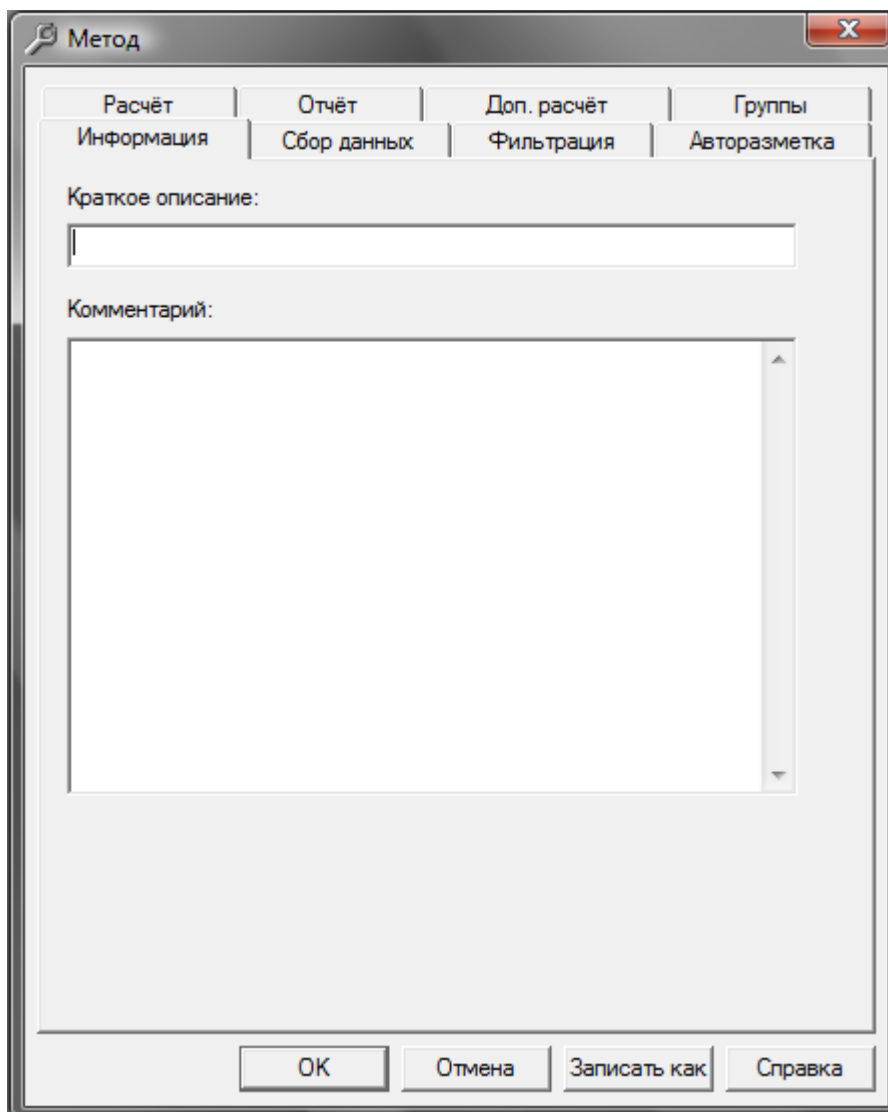 Метод
Расчёт Отчёт Доп. расчёт Группы
Информация Сбор данных Фильтрация Авторазметка
Краткое описание:
Комментарий:
OK Отмена Записать как Справка